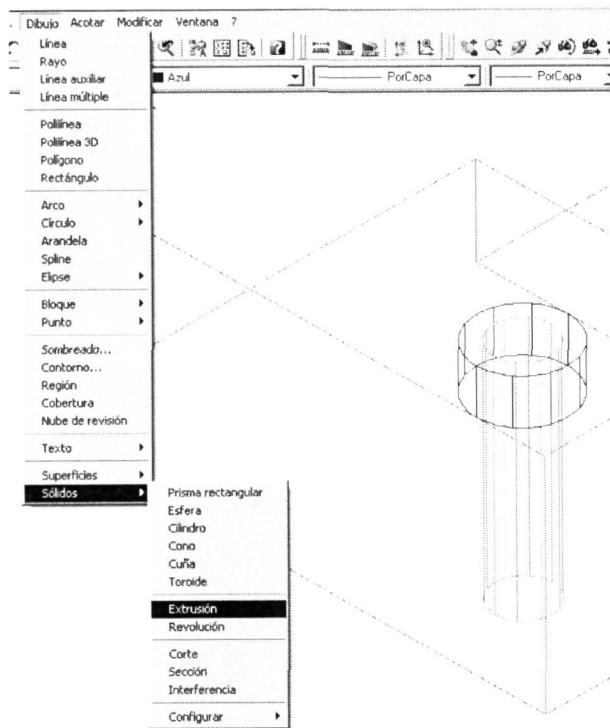 Dibujo Acotar Modificar Ventana ?
Azul PorCapa PorCapa
Línea
Rayo
Línea auxiliar
Línea múltiple
Polilínea
Polilínea 3D
Polígono
Rectángulo
Arco
Círculo
Arandela
Spline
Elipse
Bloque
Punto
Sombreado...
Contorno...
Región
Cobertura
Nube de revisión
Texto
Superficies
Sólidos
Prisma rectangular
Esfera
Cilindro
Cono
Cuña
Toroide
Extrusión
Revolución
Corte
Sección
Interferencia
Configurar